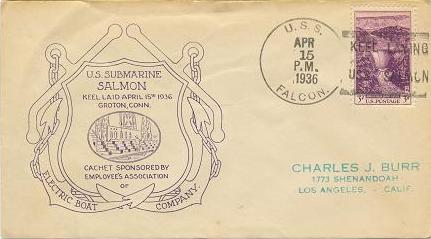 U.S. SUBMARINE
SALMON
KEEL LAID-APRIL 15TH 1936
GROTON, CONN.
CACHET SPONSORED BY
EMPLOYEE'S ASSOCIATION
OF
ELECTRIC BOAT COMPANY.
U.S.S.
APR
15
P.M.
1936
FALCON.
KEEL LAYING
U.S.
3¢ U.S. POSTAGE 3¢
CHARLES J. BURR
1773 SHENANDOAH
LOS ANGELES, - CALIF.